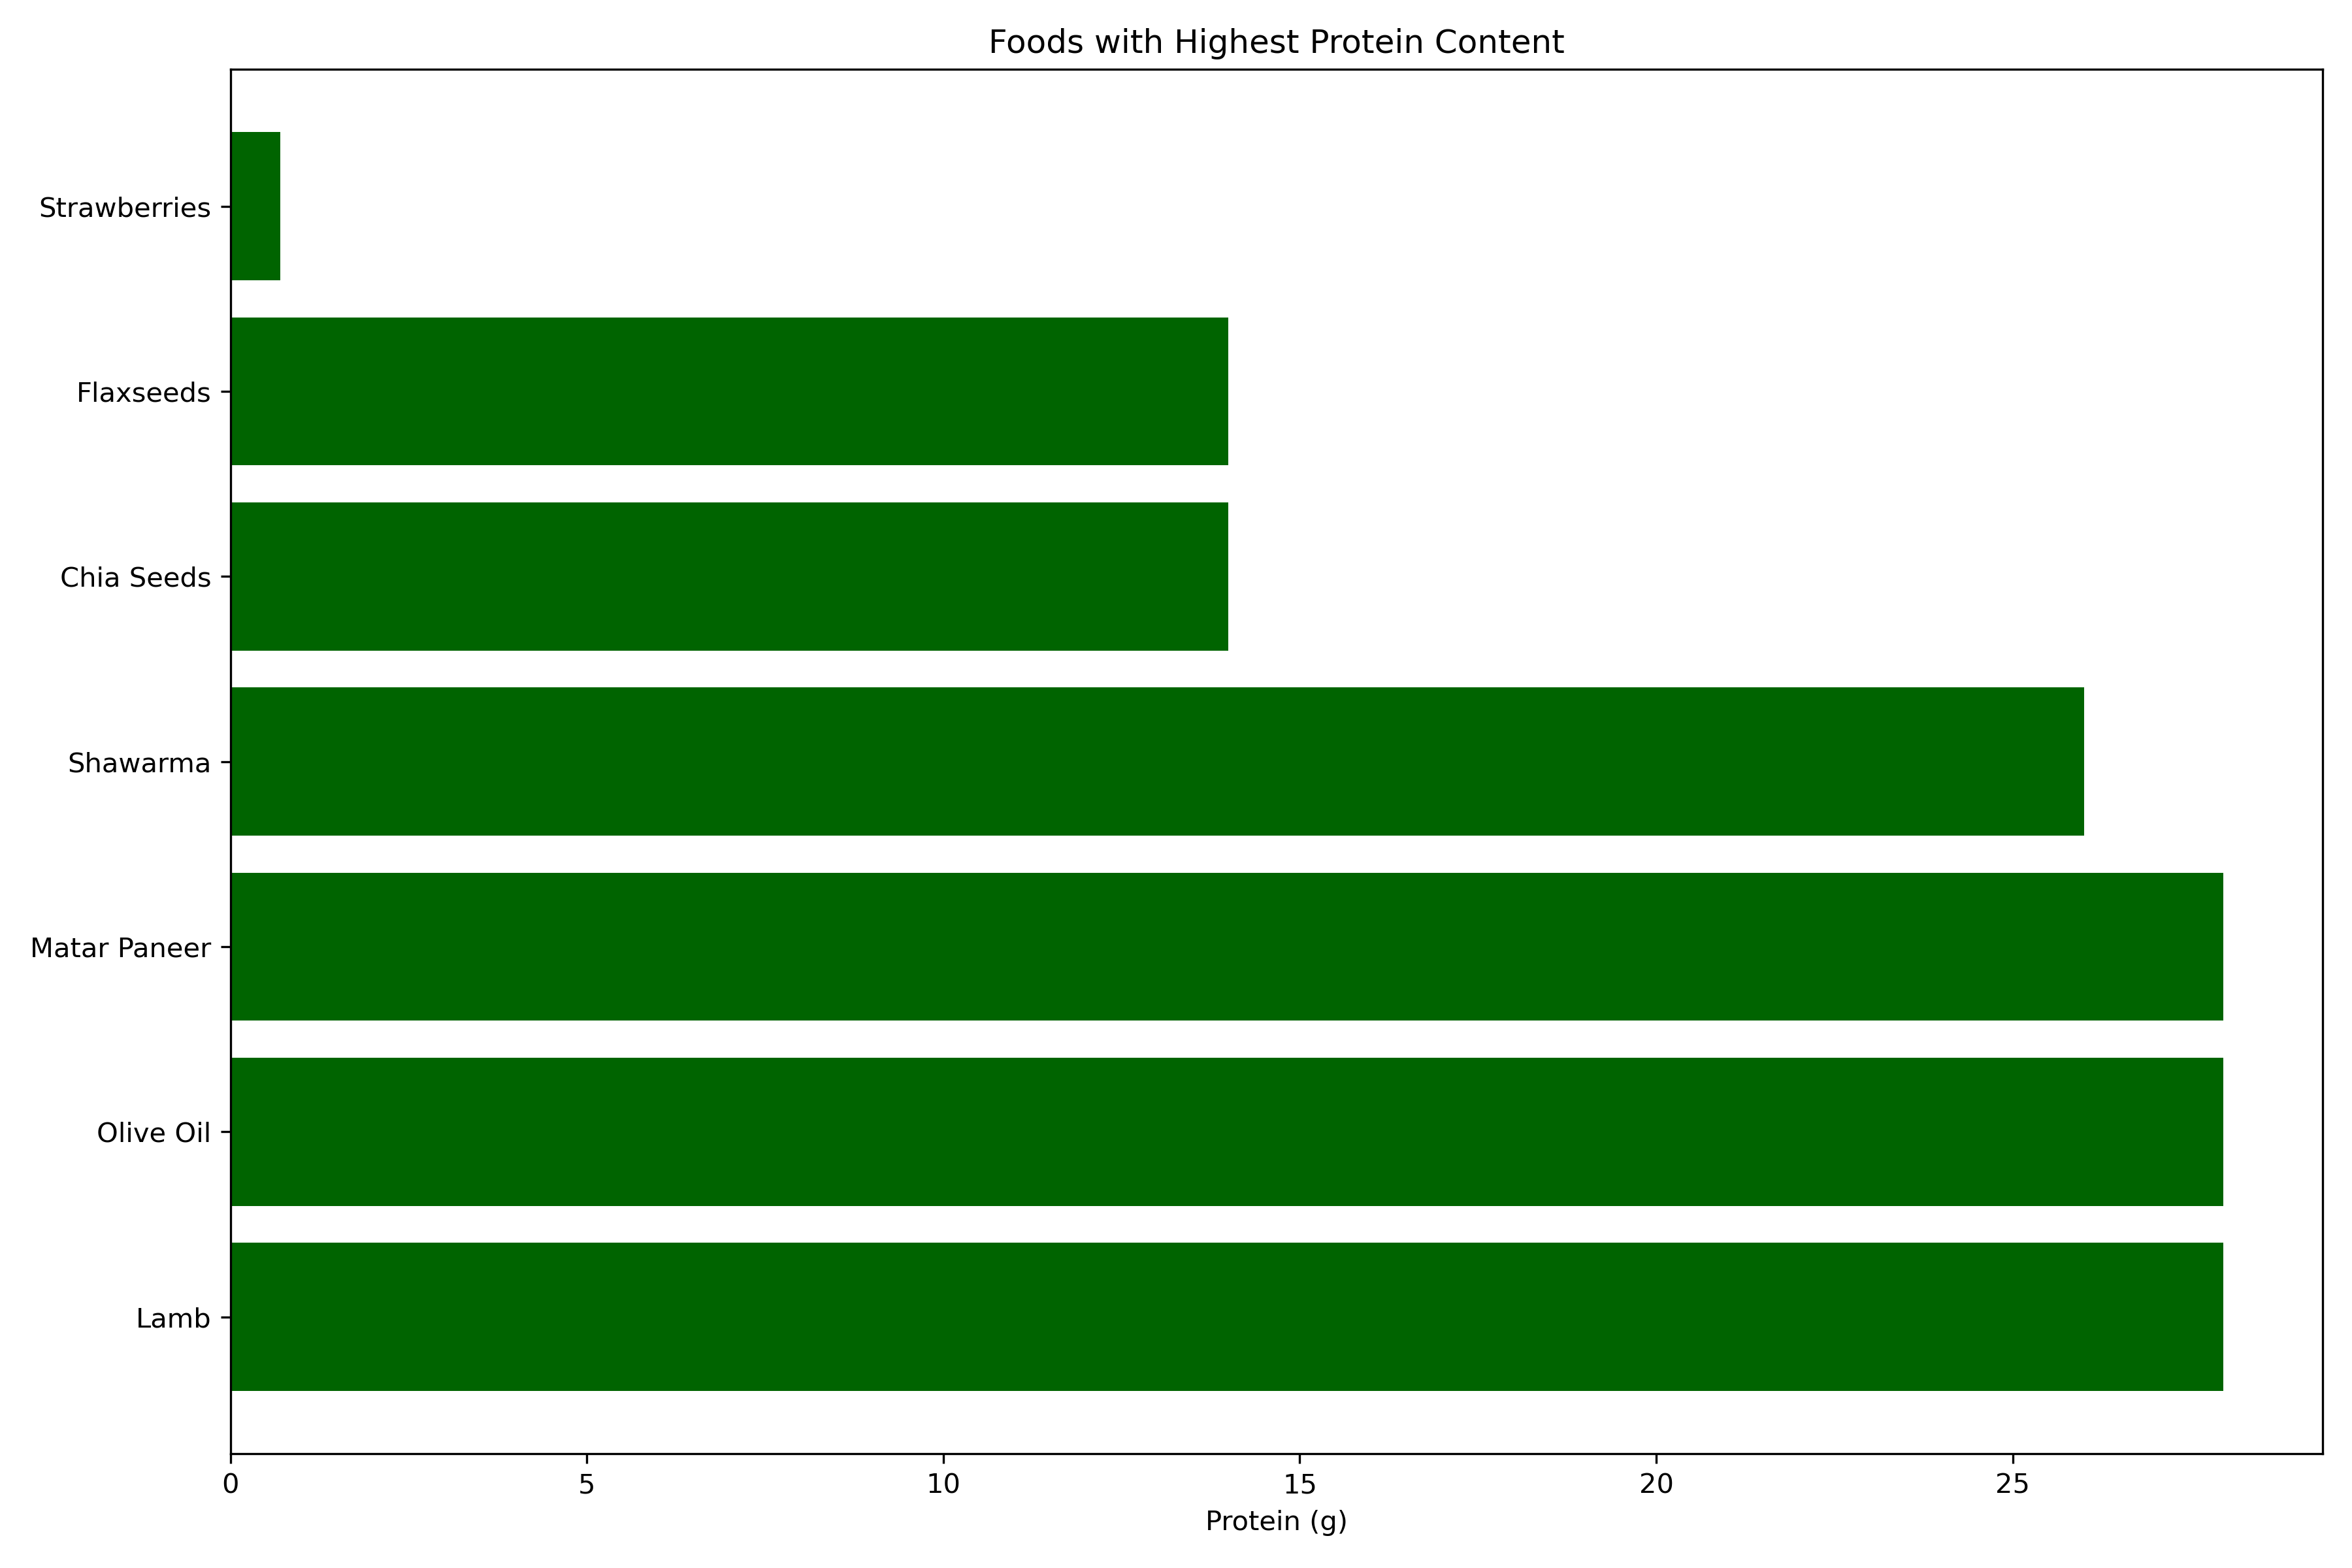 Foods with Highest Protein Content
Strawberries
Flaxseeds
Chia Seeds
Shawarma
Matar Paneer
Olive Oil
Lamb
0 5 10 15 20 25
Protein (g)